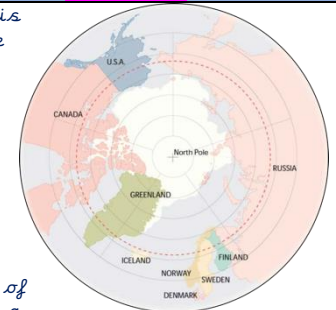 is
U.S.A.
CANADA
North Pole
RUSSIA
GREENLAND
ICELAND
FINLAND
NORWAY
SWEDEN
of
DENMARK